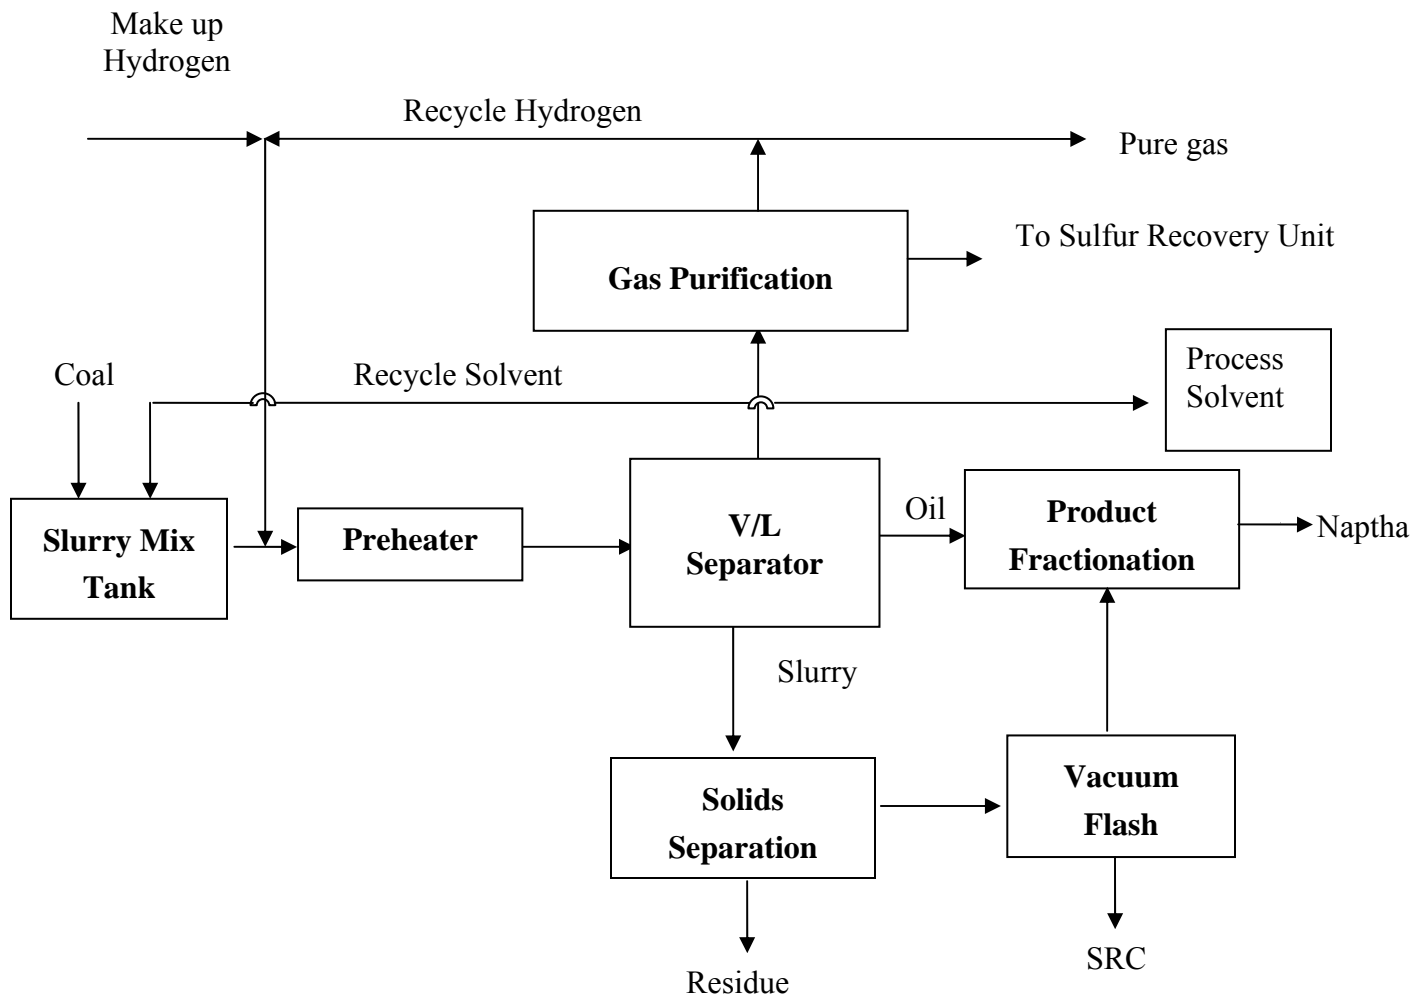 Make up
Hydrogen
Recycle Hydrogen
Pure gas
To Sulfur Recovery Unit
Gas Purification
Coal
Recycle Solvent
Process
Solvent
Slurry Mix
Tank
Preheater
V/L
Separator
Oil
Product
Fractionation
Naptha
Slurry
Solids
Separation
Vacuum
Flash
Residue
SRC